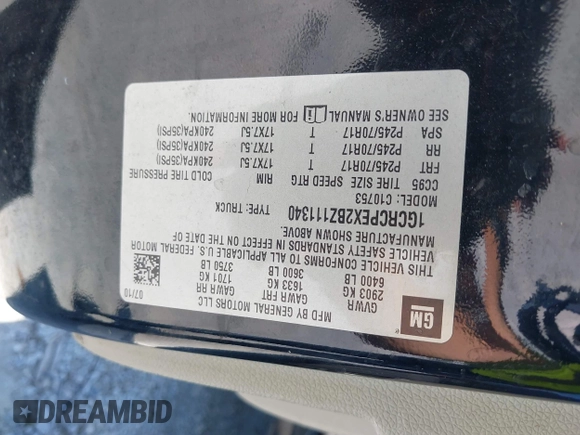 GM
MFD BY GENERAL MOTORS LLC
07/10
GVWR GAWR FRT GAWR RR
2903 KG 1633 KG 1701 KG
6400 LB 3600 LB 3750 LB
THIS VEHICLE CONFORMS TO ALL APPLICABLE U.S. FEDERAL MOTOR
VEHICLE SAFETY STANDARDS IN EFFECT ON THE DATE OF
MANUFACTURE SHOWN ABOVE.
1GCRCPEX2BZ111340 TYPE: TRUCK
MODEL: C10753
CC95 TIRE SIZE SPEED RTG RIM COLD TIRE PRESSURE
FRT P245/70R17 T 17X7.5J 240KPA(35PSI)
RR P245/70R17 T 17X7.5J 240KPA(35PSI)
SPA P245/70R17 T 17X7.5J 240KPA(35PSI)
SEE OWNER'S MANUAL FOR MORE INFORMATION.
DREAMBID